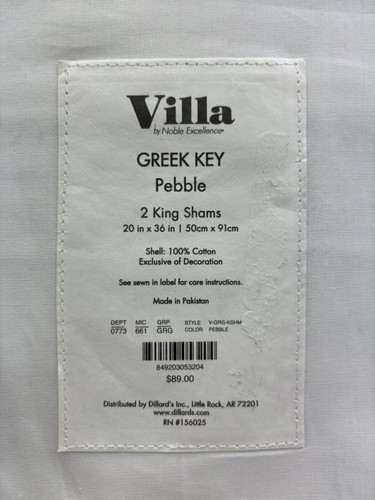 Villa
by Noble Excellence®
GREEK KEY
Pebble
2 King Shams
20 in x 36 in | 50cm x 91cm
Shell: 100% Cotton
Exclusive of Decoration
See sewn in label for care instructions.
Made in Pakistan
DEPT MIC GRP STYLE V-GRG-KSHM
0773 661 GRG COLOR PEBBLE
849203053204
$89.00
Distributed by Dillard's Inc., Little Rock, AR 72201
www.dillards.com
RN #156025